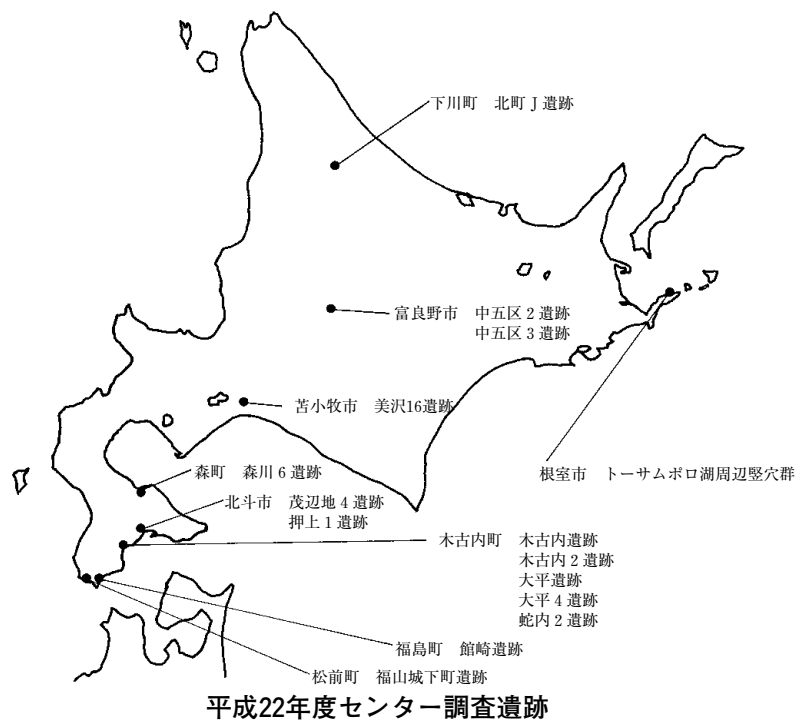 下川町　北町J遺跡
富良野市　中五区2遺跡
中五区3遺跡
苫小牧市　美沢16遺跡
根室市　トーサムポロ湖周辺竪穴群
森町　森川6遺跡
北斗市　茂辺地4遺跡
押上1遺跡
木古内町　木古内遺跡
木古内2遺跡
大平遺跡
大平4遺跡
蛇内2遺跡
福島町　館崎遺跡
松前町　福山城下町遺跡
平成22年度センター調査遺跡